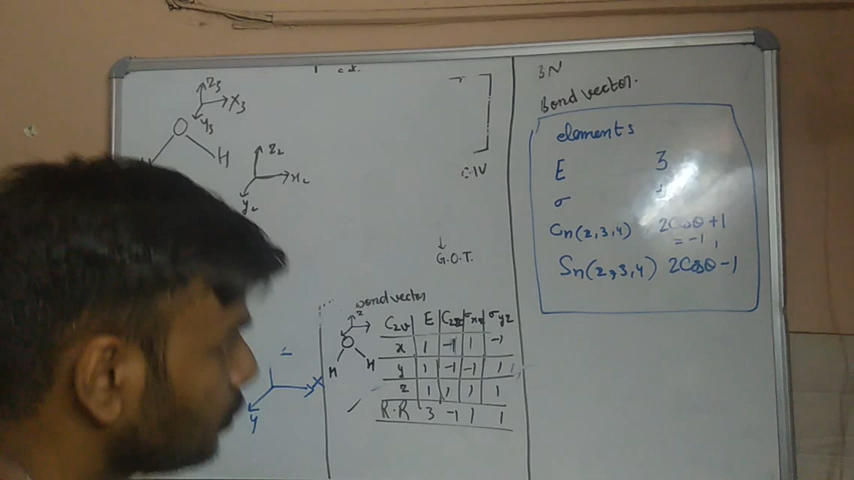 z₃
x₃
y₃
O
H
z₂
x₂
y₂
y
G.O.T.
Bond vector
z
O
H H
C₂ᵥ E C₂z σxz σyz
x 1 -1 1 -1
y 1 -1 -1 1
z 1 1 1 1
R.R 3 -1 1 1
3N
Bond vector.
elements
E 3
σ
Cn(2,3,4) 2Cosθ+1
= -1,
Sn(2,3,4) 2Cosθ-1